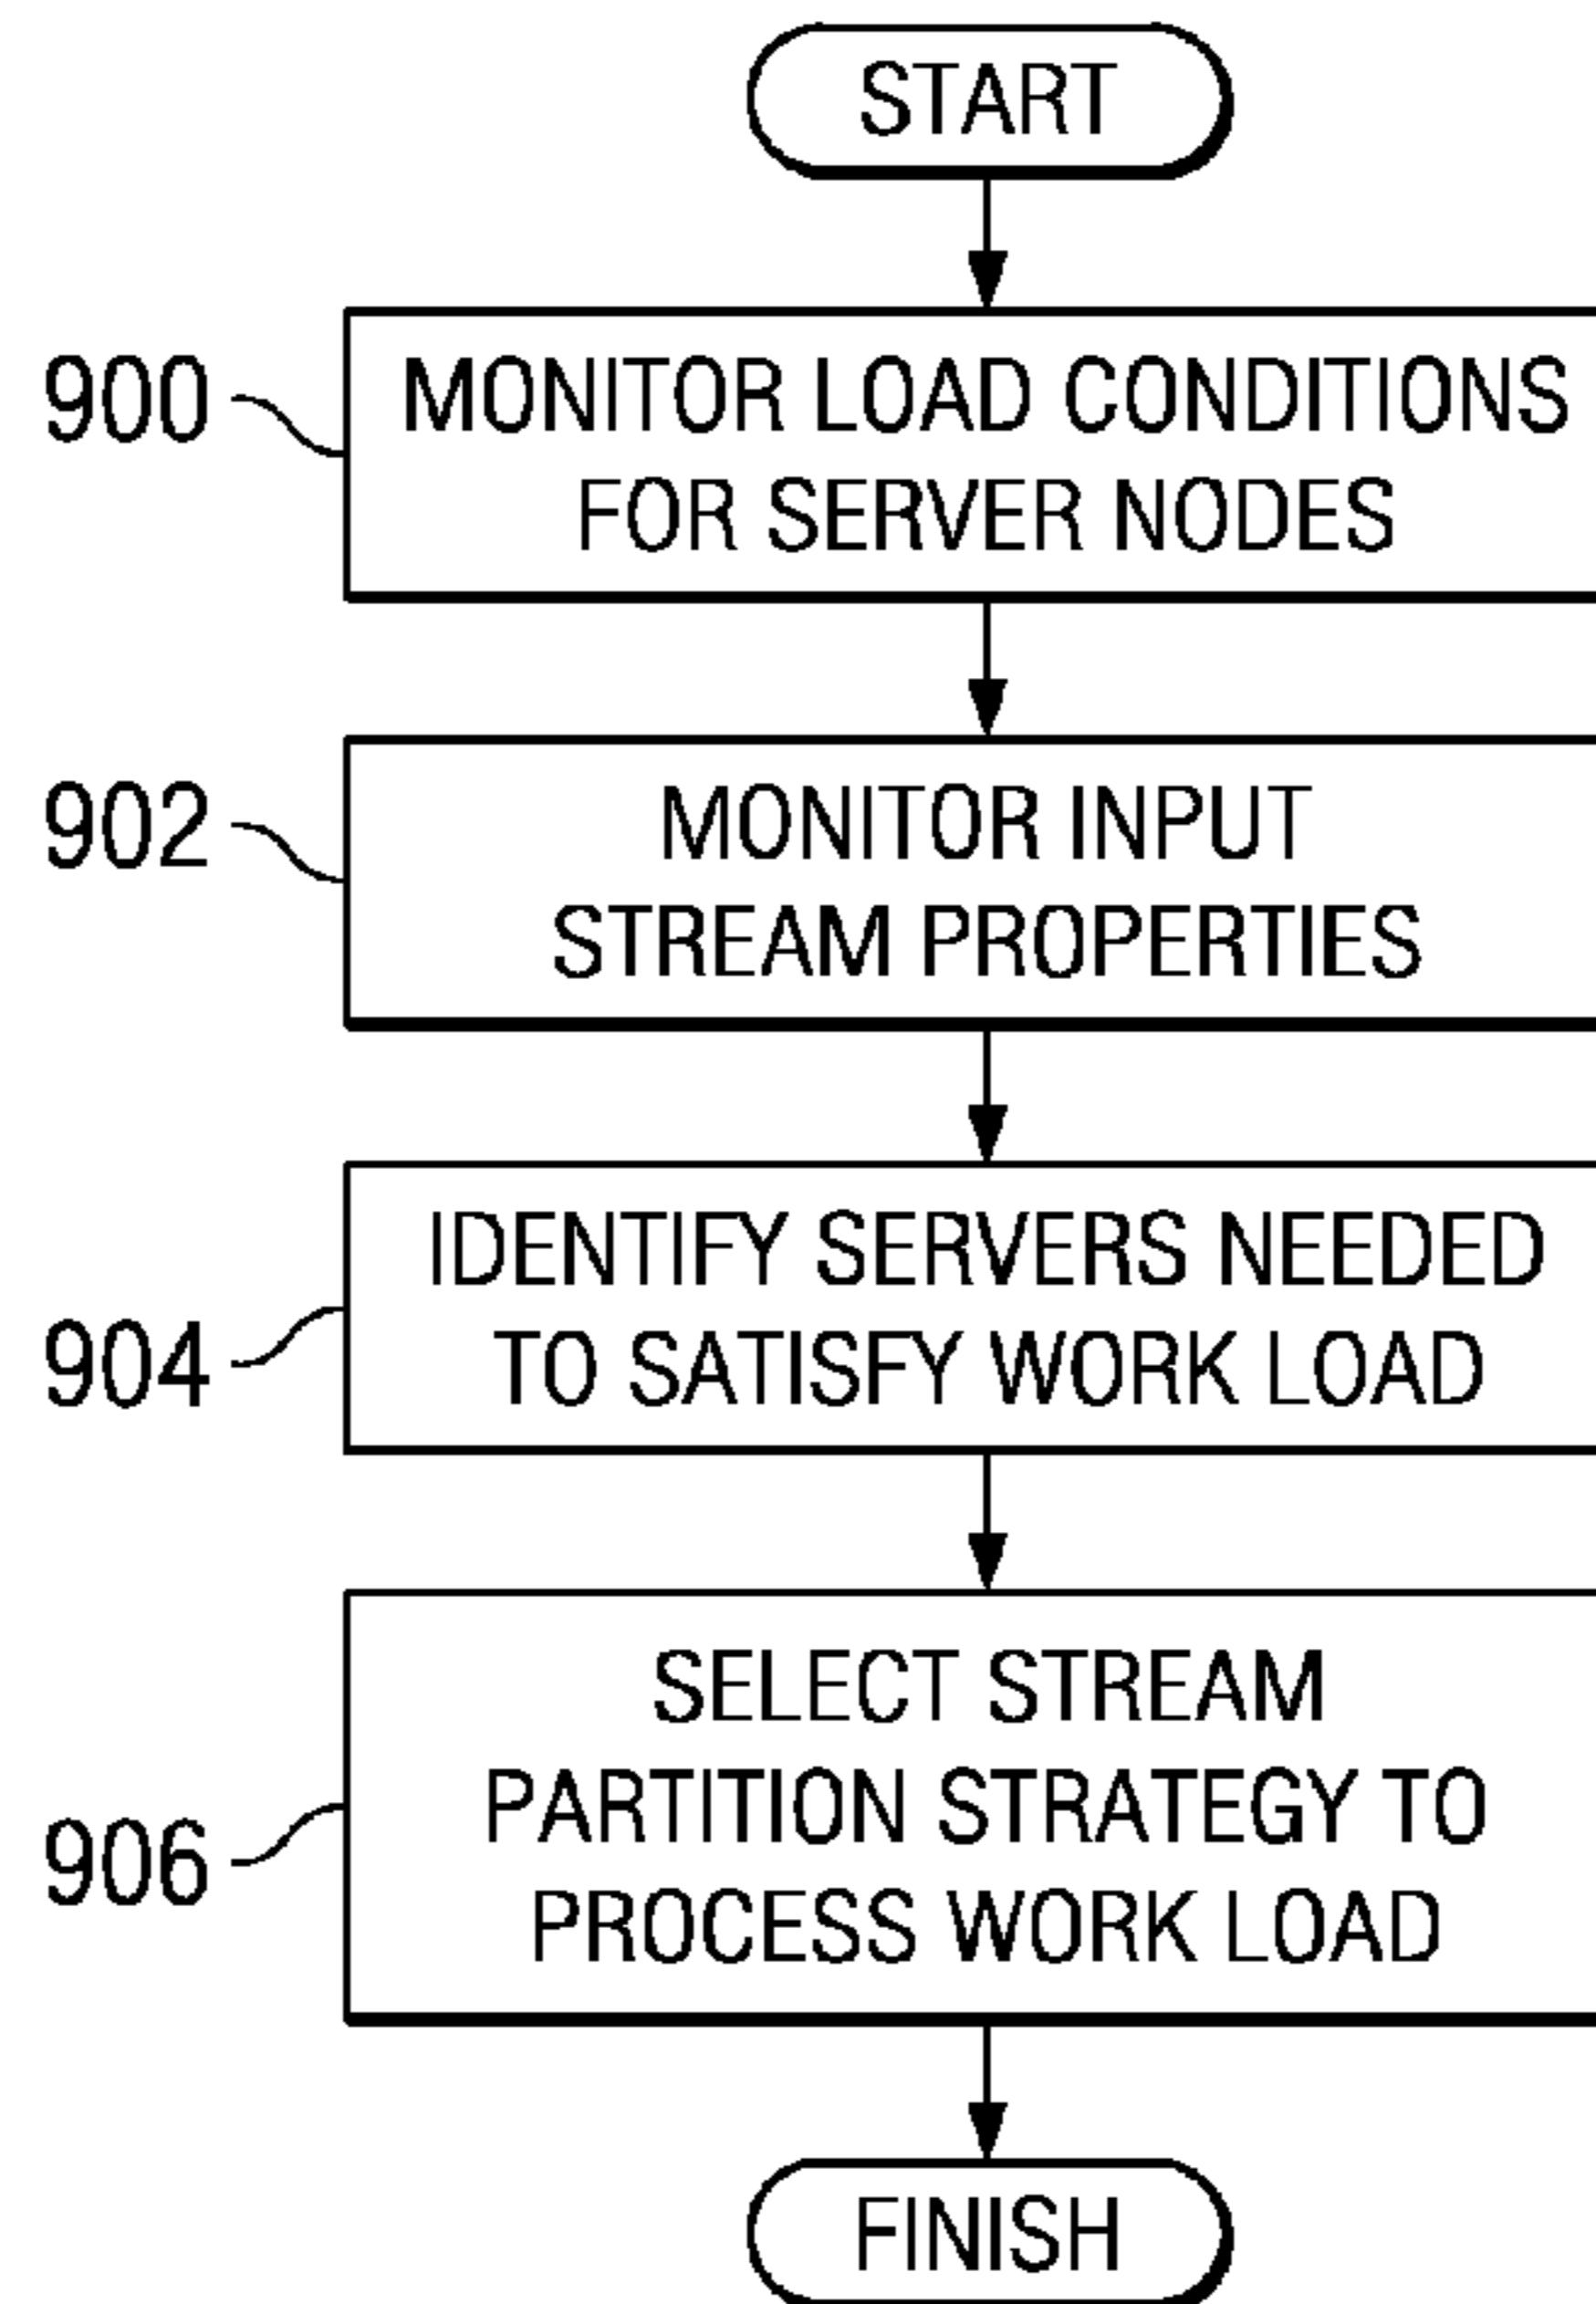 START
900
MONITOR LOAD CONDITIONS
FOR SERVER NODES
902
MONITOR INPUT
STREAM PROPERTIES
904
IDENTIFY SERVERS NEEDED
TO SATISFY WORK LOAD
906
SELECT STREAM
PARTITION STRATEGY TO
PROCESS WORK LOAD
FINISH